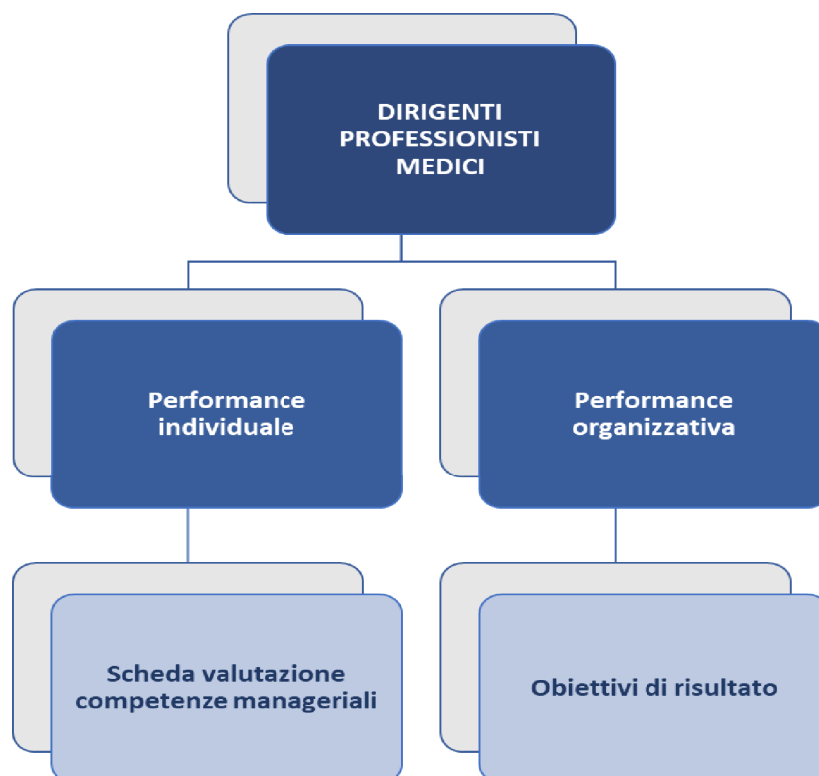 DIRIGENTI
PROFESSIONISTI
MEDICI
Performance
individuale
Performance
organizzativa
Scheda valutazione
competenze manageriali
Obiettivi di risultato